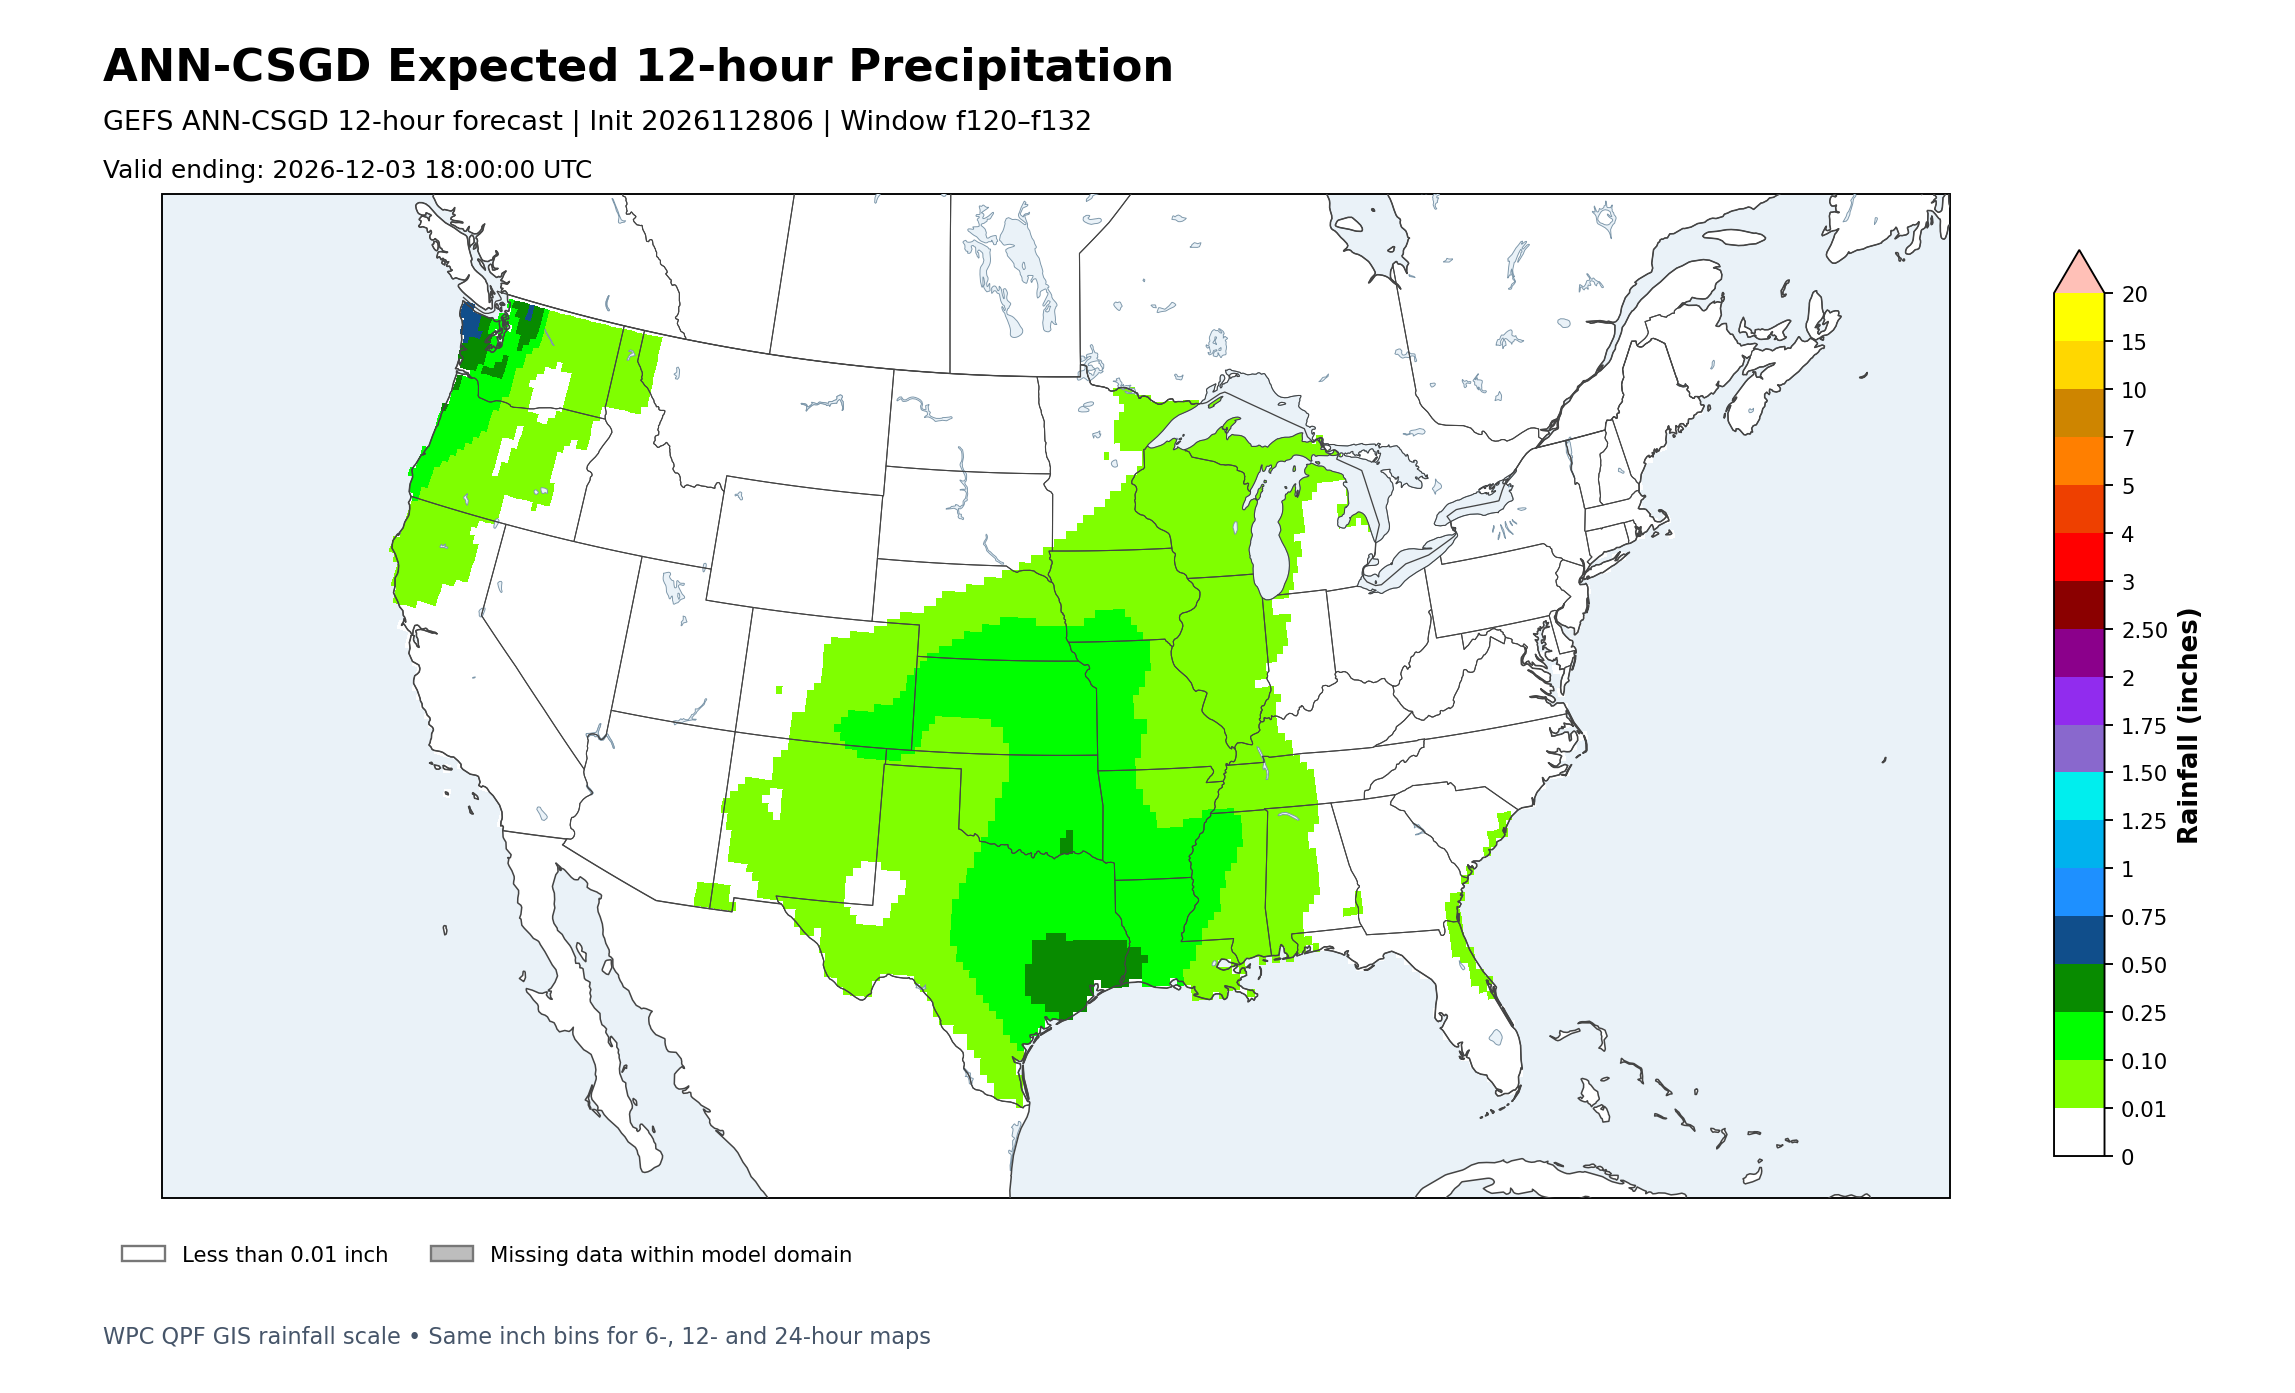 ANN-CSGD Expected 12-hour Precipitation
GEFS ANN-CSGD 12-hour forecast | Init 2026112806 | Window f120–f132
Valid ending: 2026-12-03 18:00:00 UTC
20
15
10
7
5
4
3
2.50
2
1.75
1.50
1.25
1
0.75
0.50
0.25
0.10
0.01
0
Rainfall (inches)
Less than 0.01 inch
Missing data within model domain
WPC QPF GIS rainfall scale • Same inch bins for 6-, 12- and 24-hour maps